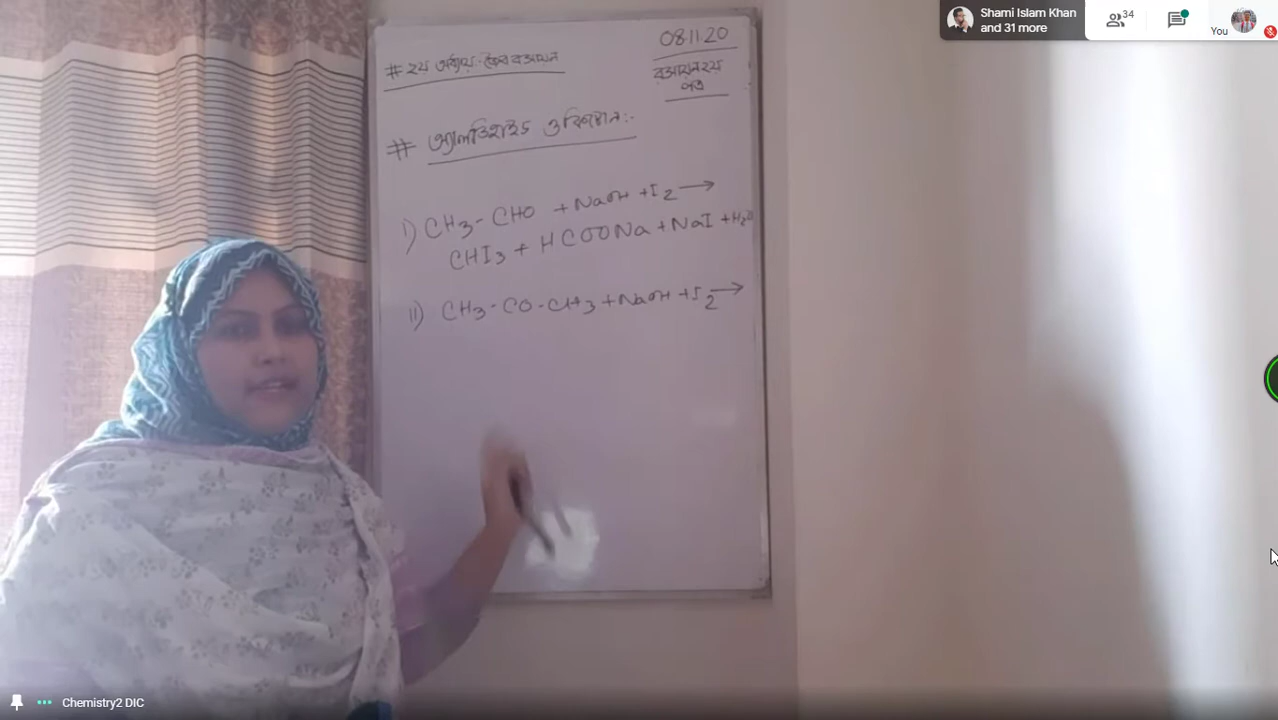 Shami Islam Khan
and 31 more
34
You
08.11.20
# ২য় অধ্যায়: জৈব রসায়ন
রসায়ন ২য়
পত্র
# অ্যালডিহাইড ও কিটোন:-
i) CH3 - CHO + NaOH + I2 →
CHI3 + HCOONa + NaI + H2O
ii) CH3 - CO - CH3 + NaOH + I2 →
Chemistry2 DIC